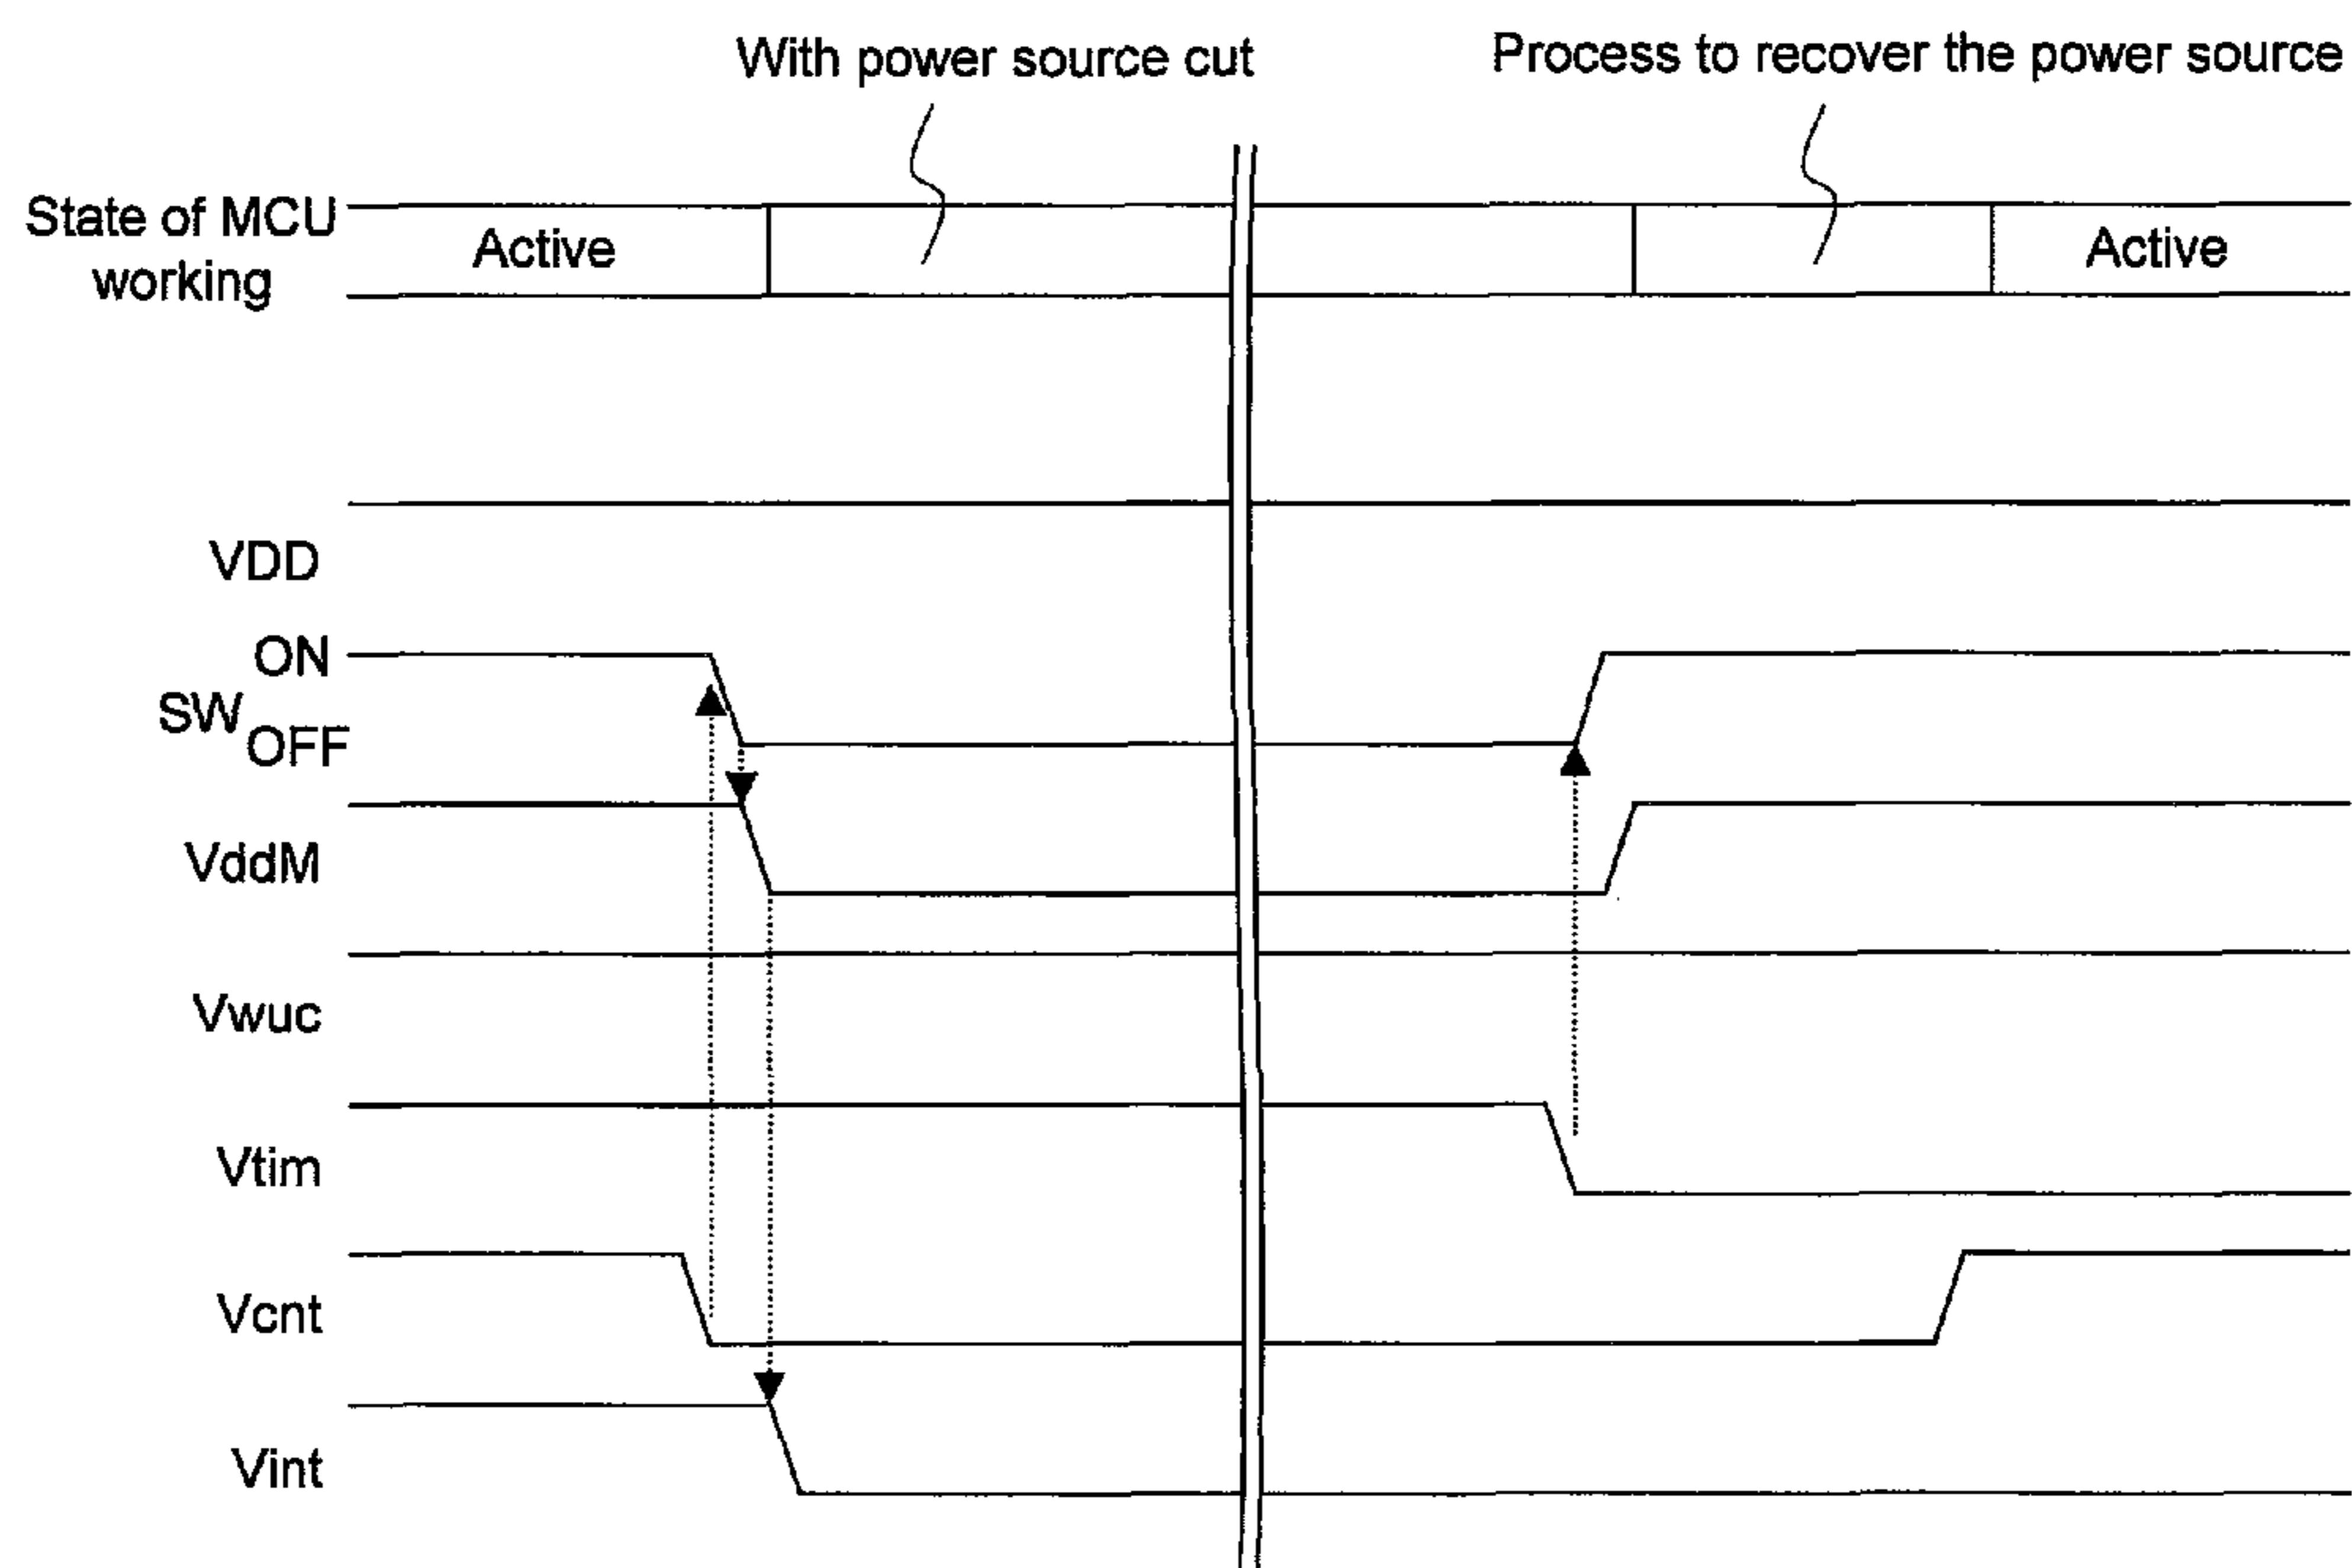 With power source cut
Process to recover the power source
State of MCU
working
Active
Active
VDD
ON
SW
OFF
VddM
Vwuc
Vtim
Vcnt
Vint